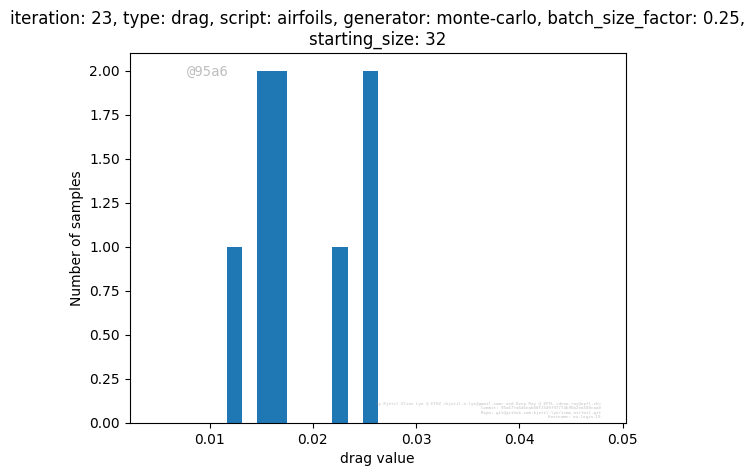 iteration: 23, type: drag, script: airfoils, generator: monte-carlo, batch_size_factor: 0.25,
starting_size: 32
@95a6
2.00
1.75
1.50
1.25
1.00
0.75
0.50
0.25
0.00
Number of samples
0.01
0.02
0.03
0.04
0.05
drag value